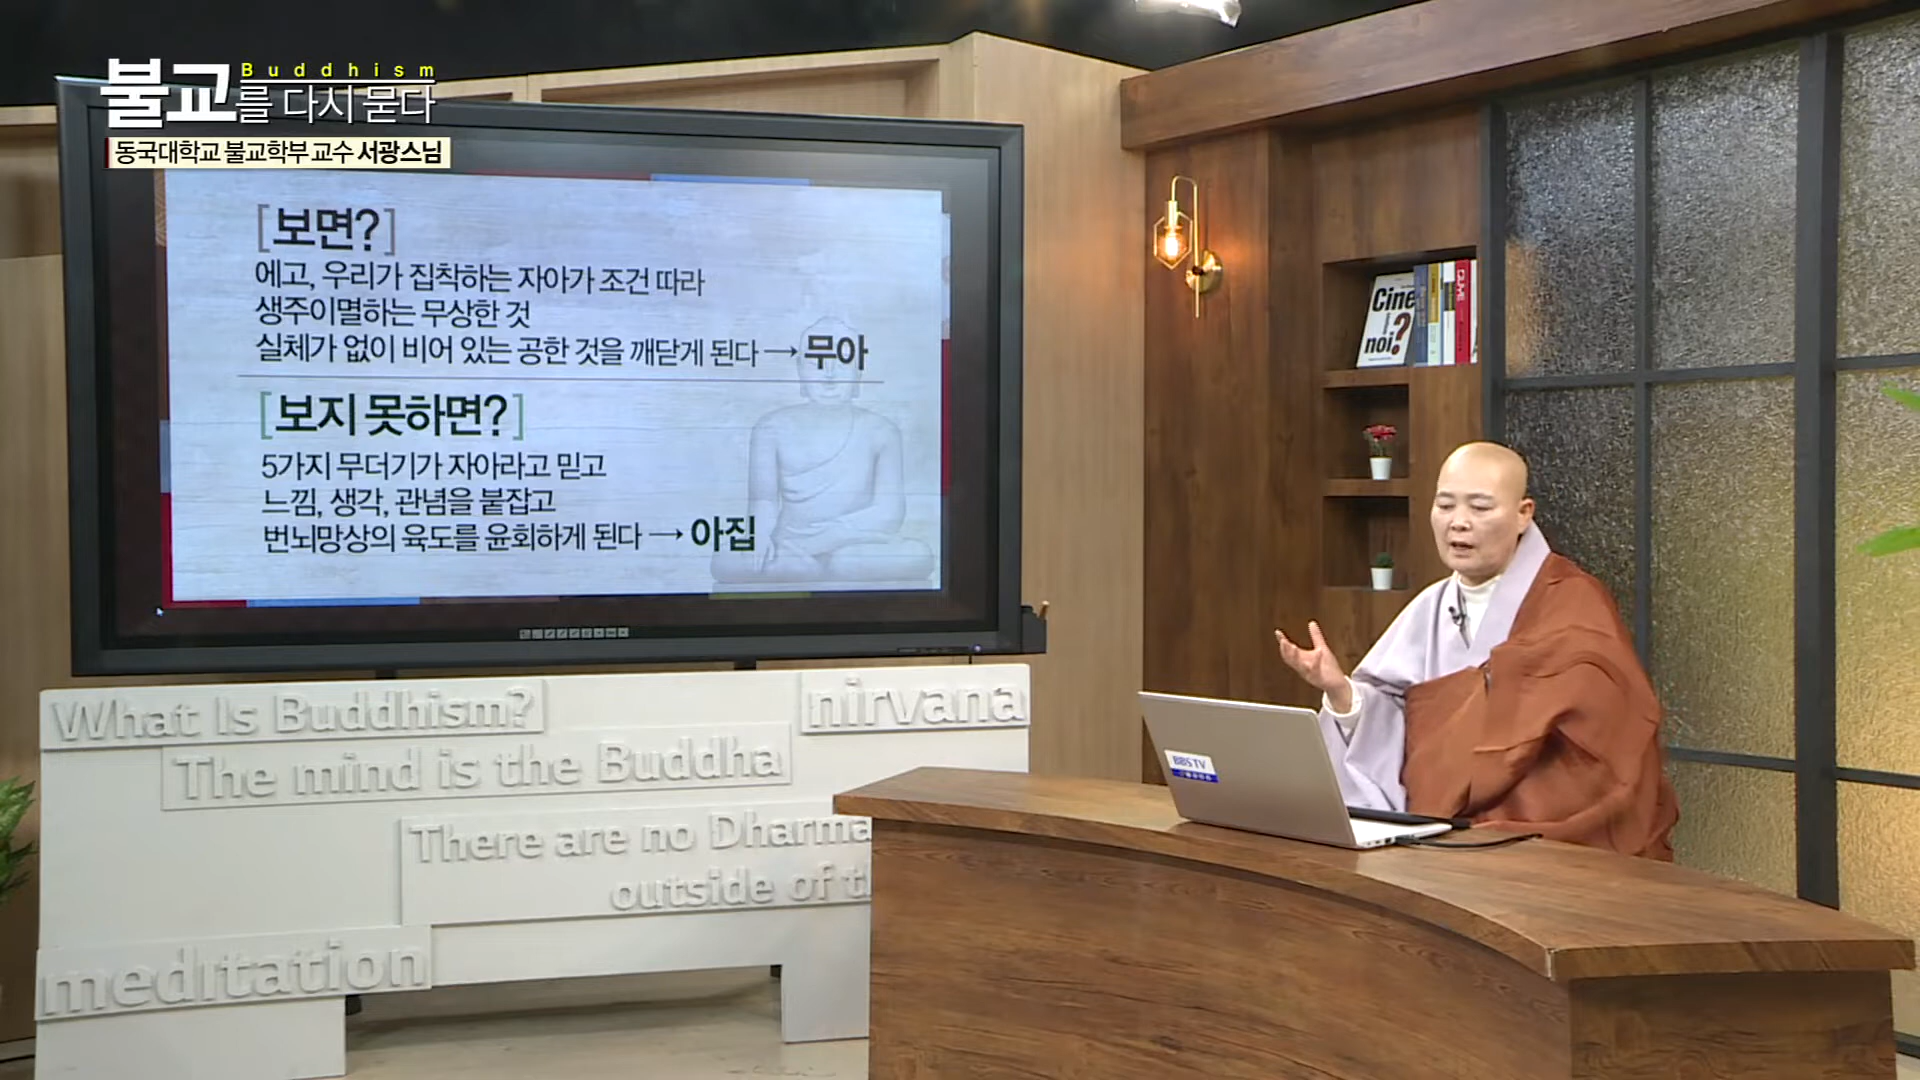 Buddhism
불교를 다시 묻다
동국대학교 불교학부 교수 서광스님
[보면?]
에고, 우리가 집착하는 자아가 조건 따라
생주이멸하는 무상한 것
실체가 없이 비어 있는 공한 것을 깨닫게 된다 → 무아
[보지 못하면?]
5가지 무더기가 자아라고 믿고
느낌, 생각, 관념을 붙잡고
번뇌망상의 육도를 윤회하게 된다 → 아집
Cine
noi?
What Is Buddhism?
nirvana
The mind is the Buddha
There are no Dharma
outside of t
meditation
BBS TV